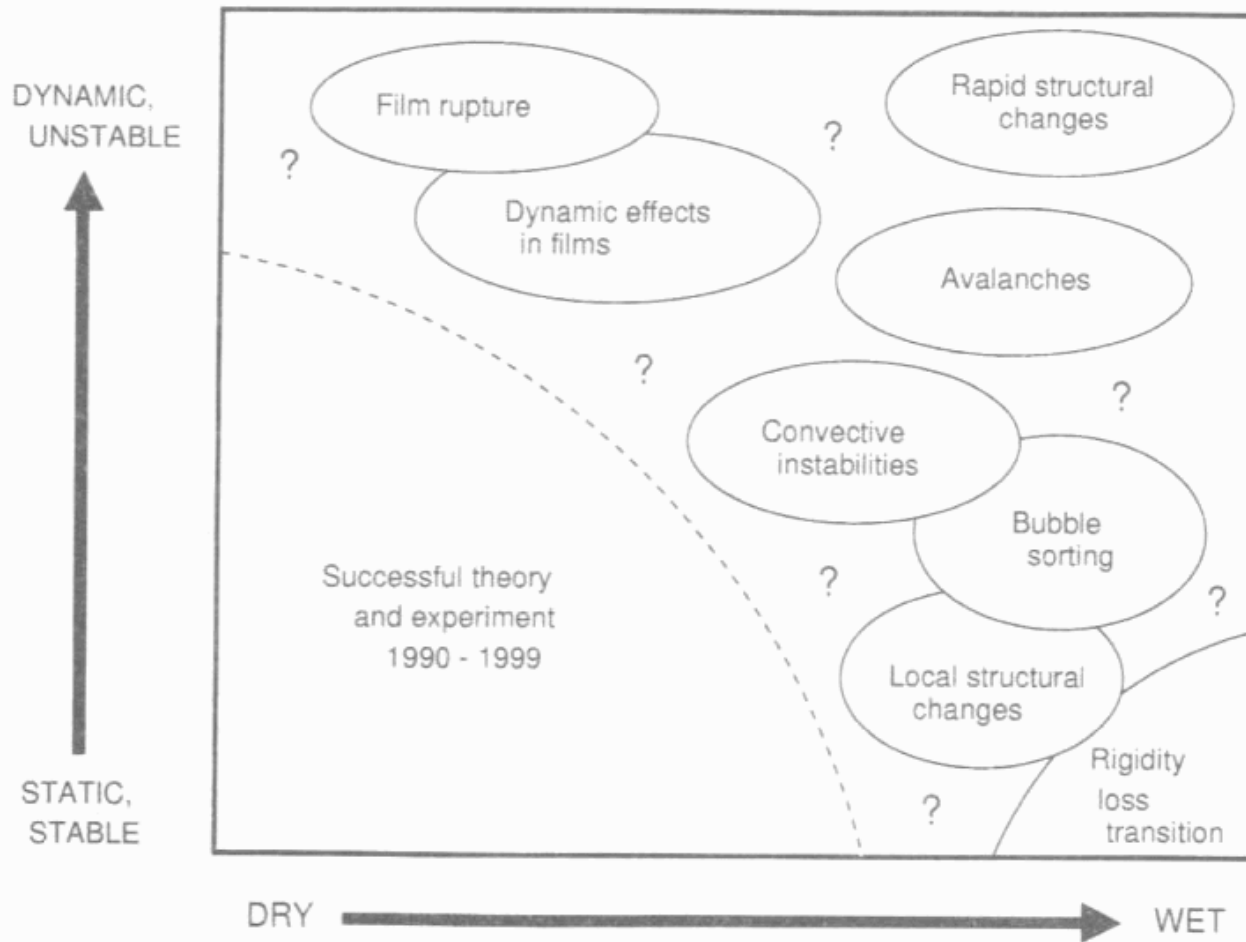 DYNAMIC,
UNSTABLE
Film rupture
Rapid structural
changes
?
?
Dynamic effects
in films
Avalanches
?
?
Convective
instabilities
Bubble
sorting
Successful theory
and experiment
1990 - 1999
?
?
Local structural
changes
STATIC,
STABLE
?
Rigidity
loss
transition
DRY
WET